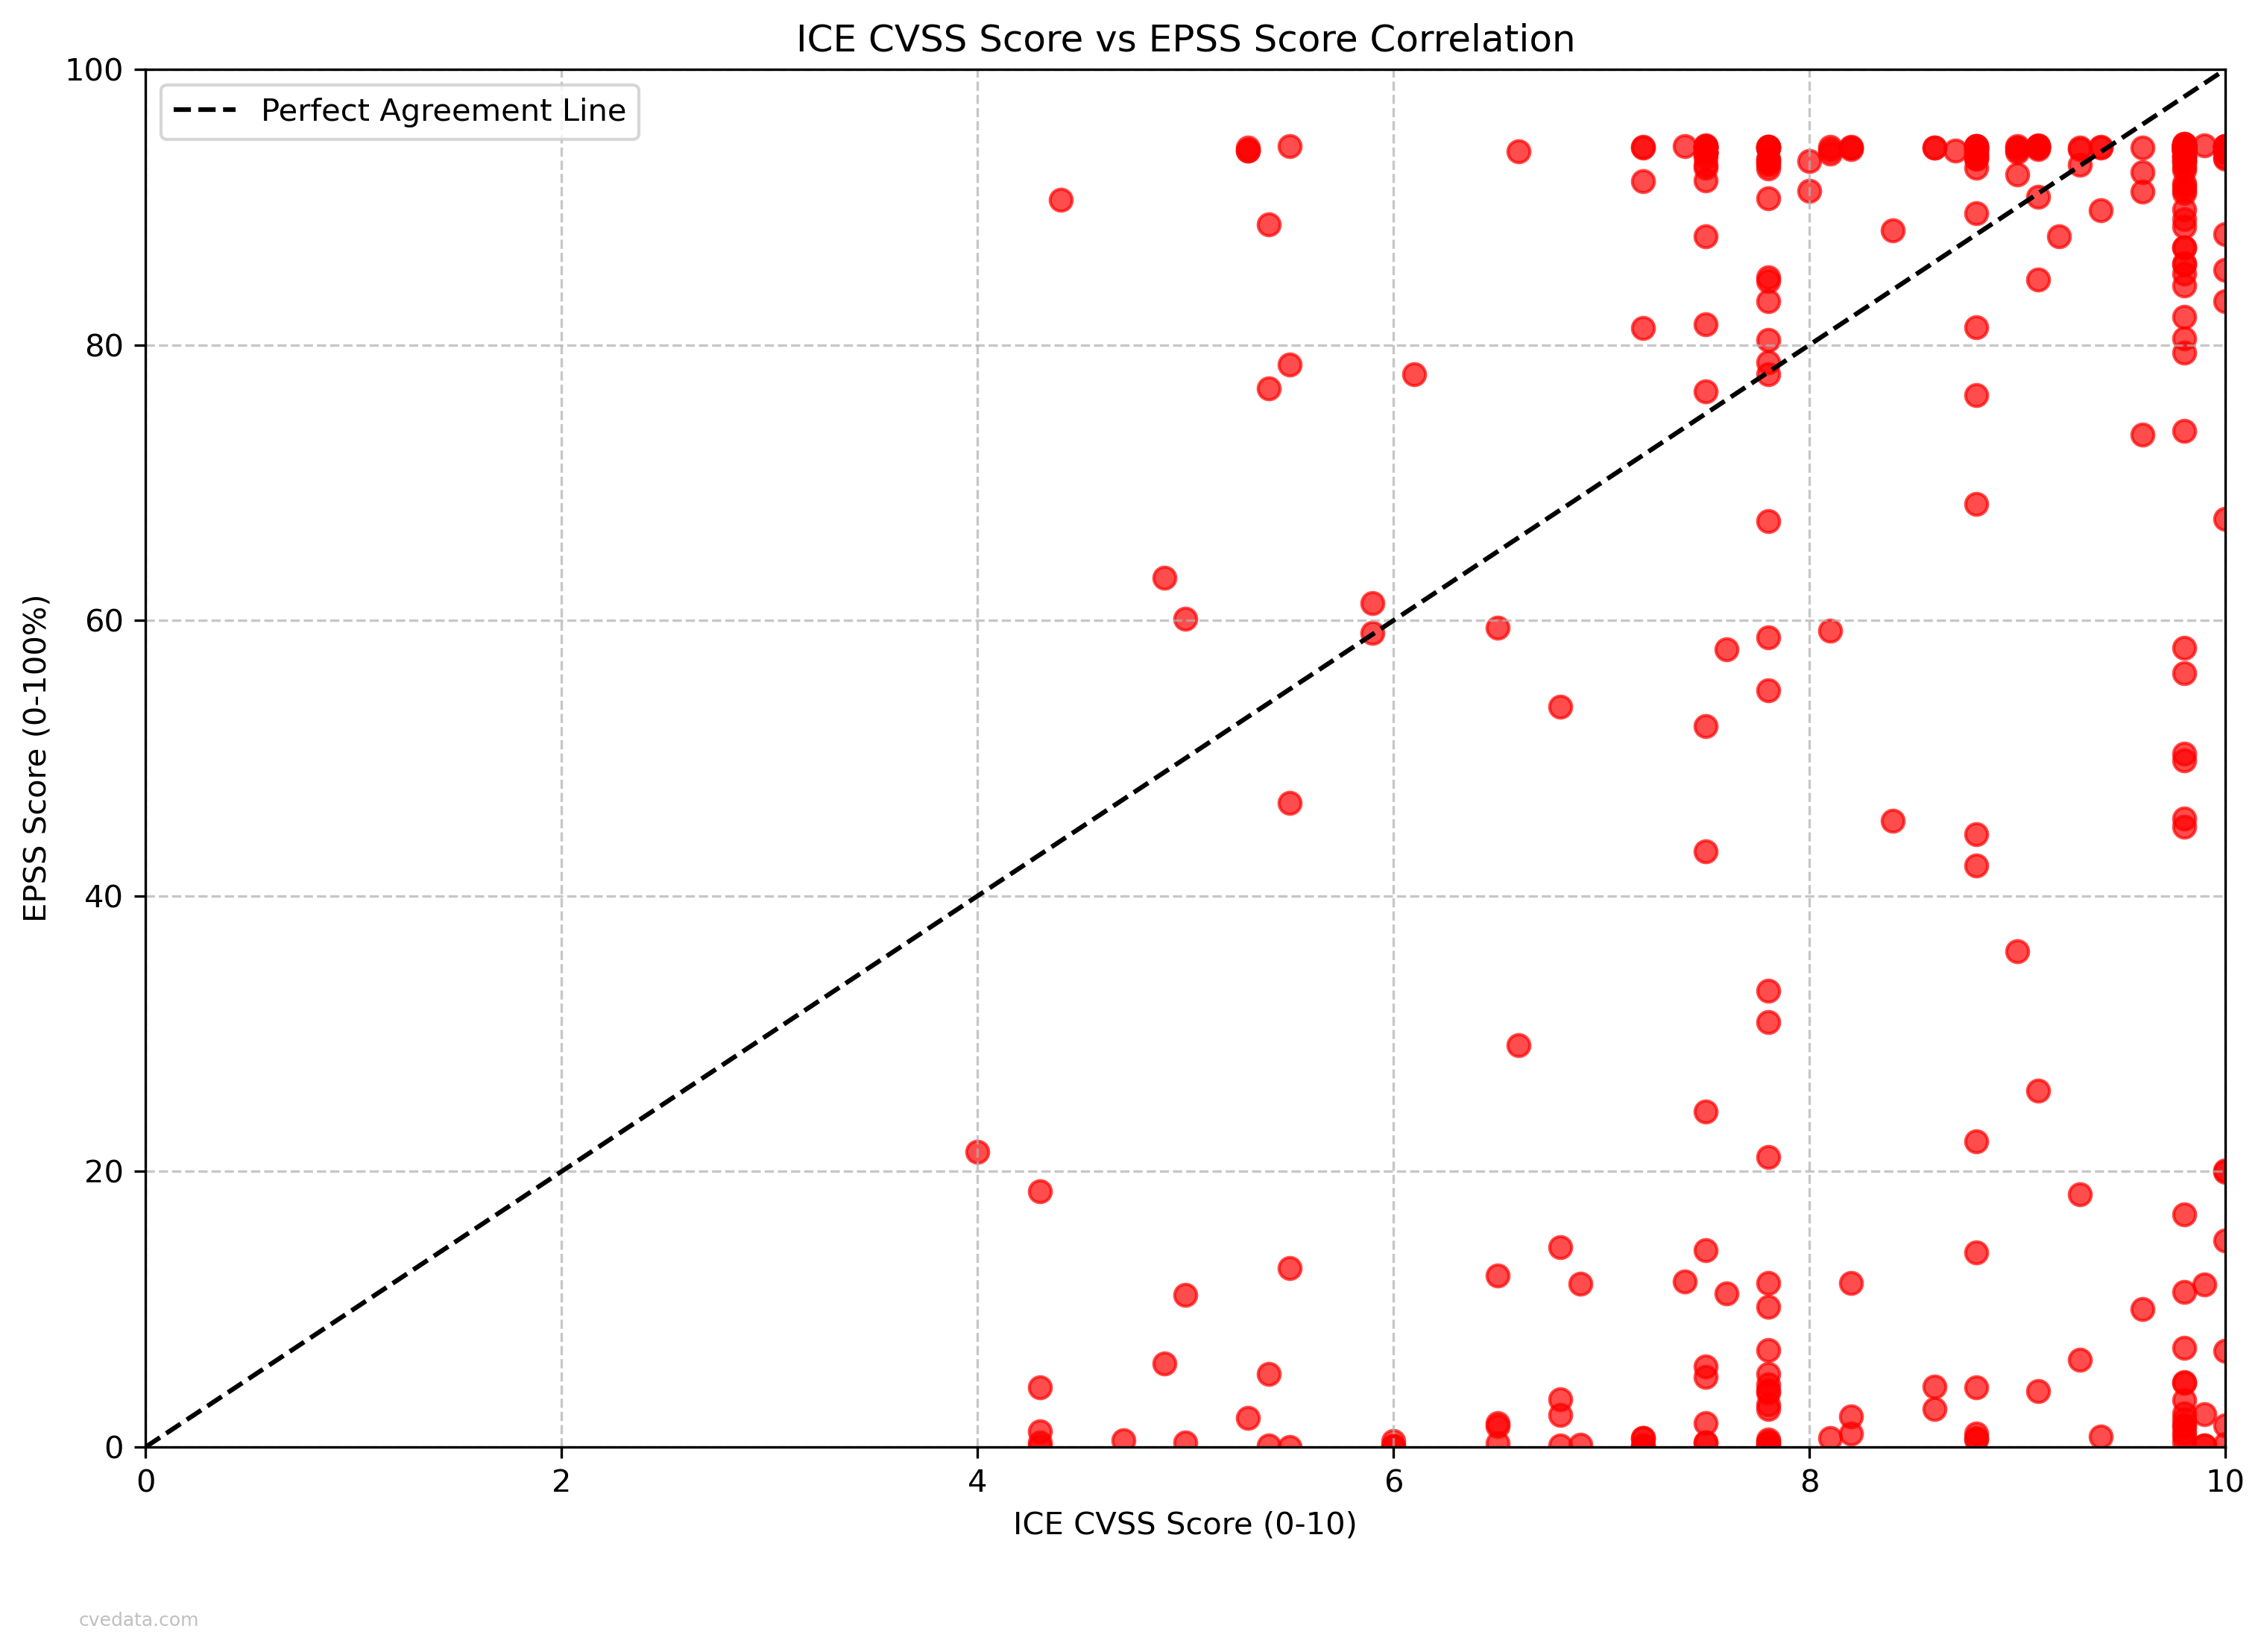 ICE CVSS Score vs EPSS Score Correlation
Perfect Agreement Line
EPSS Score (0-100%)
100
80
60
40
20
0
0 2 4 6 8 10
ICE CVSS Score (0-10)
cvedata.com